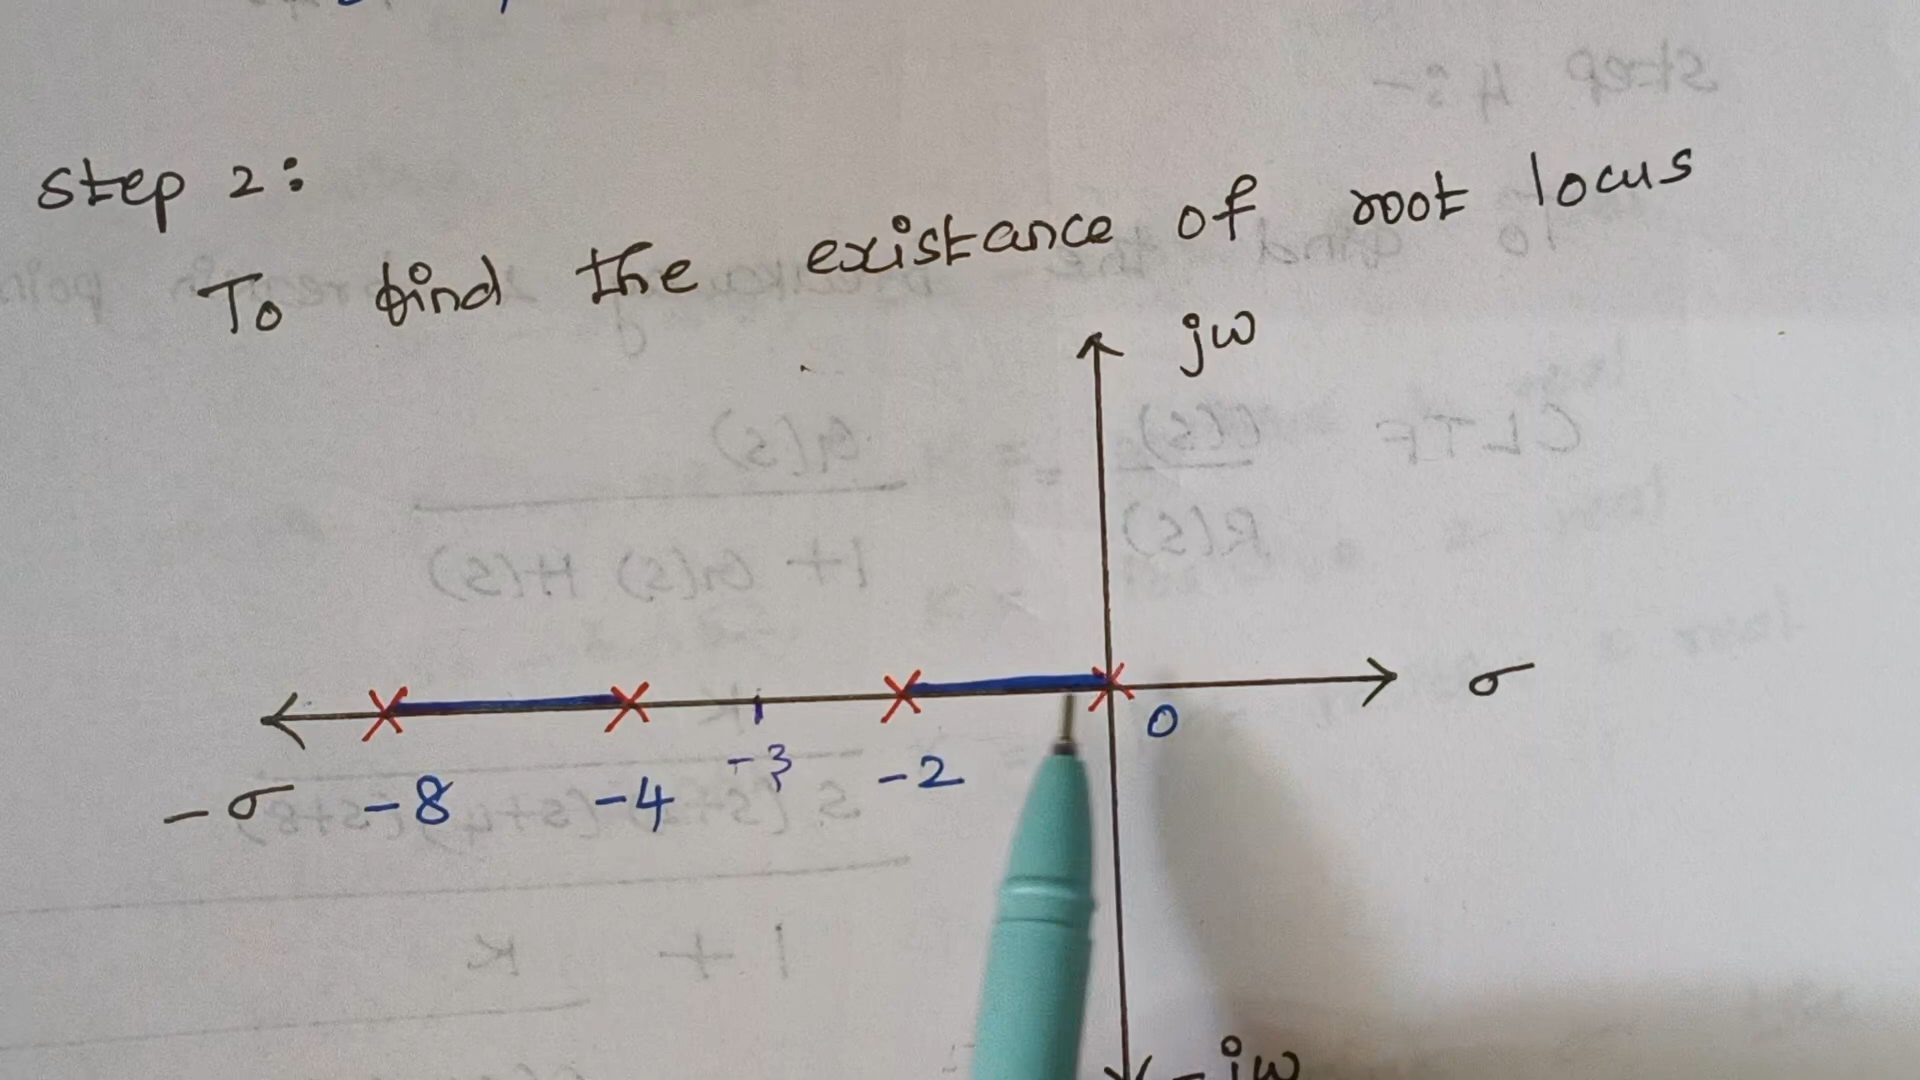 Step 2:
To find the existance of root locus
jω
0
σ
-σ -8 -4 -3 -2
-jω